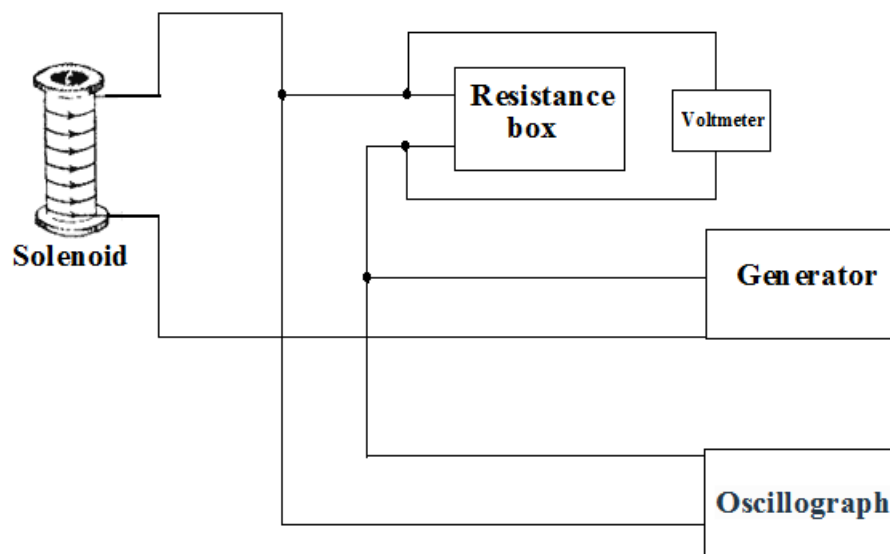 Resistance
box
Voltmeter
Solenoid
Generator
Oscillograph